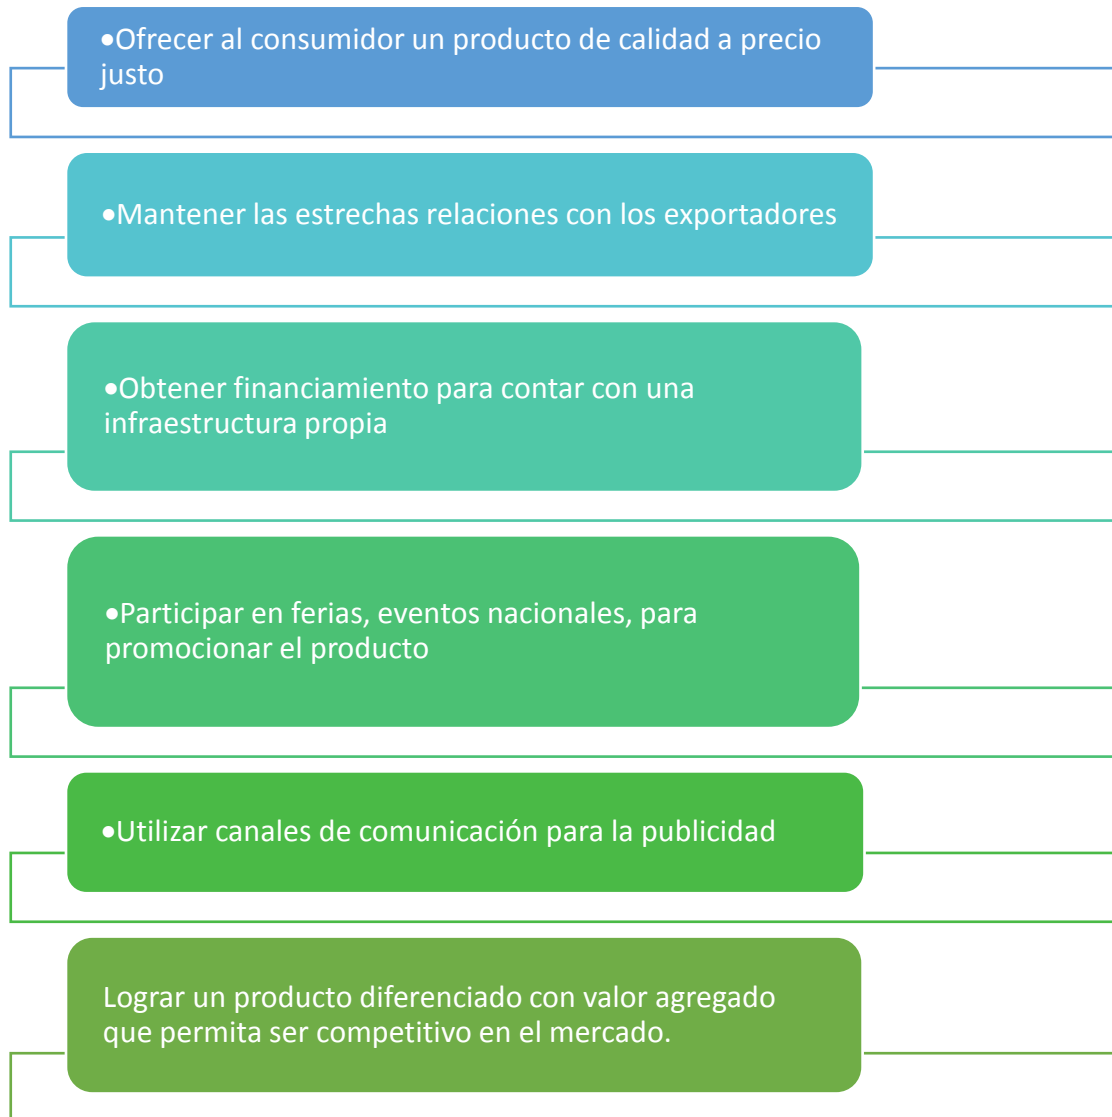 •Ofrecer al consumidor un producto de calidad a precio
justo
•Mantener las estrechas relaciones con los exportadores
•Obtener financiamiento para contar con una
infraestructura propia
•Participar en ferias, eventos nacionales, para
promocionar el producto
•Utilizar canales de comunicación para la publicidad
Lograr un producto diferenciado con valor agregado
que permita ser competitivo en el mercado.